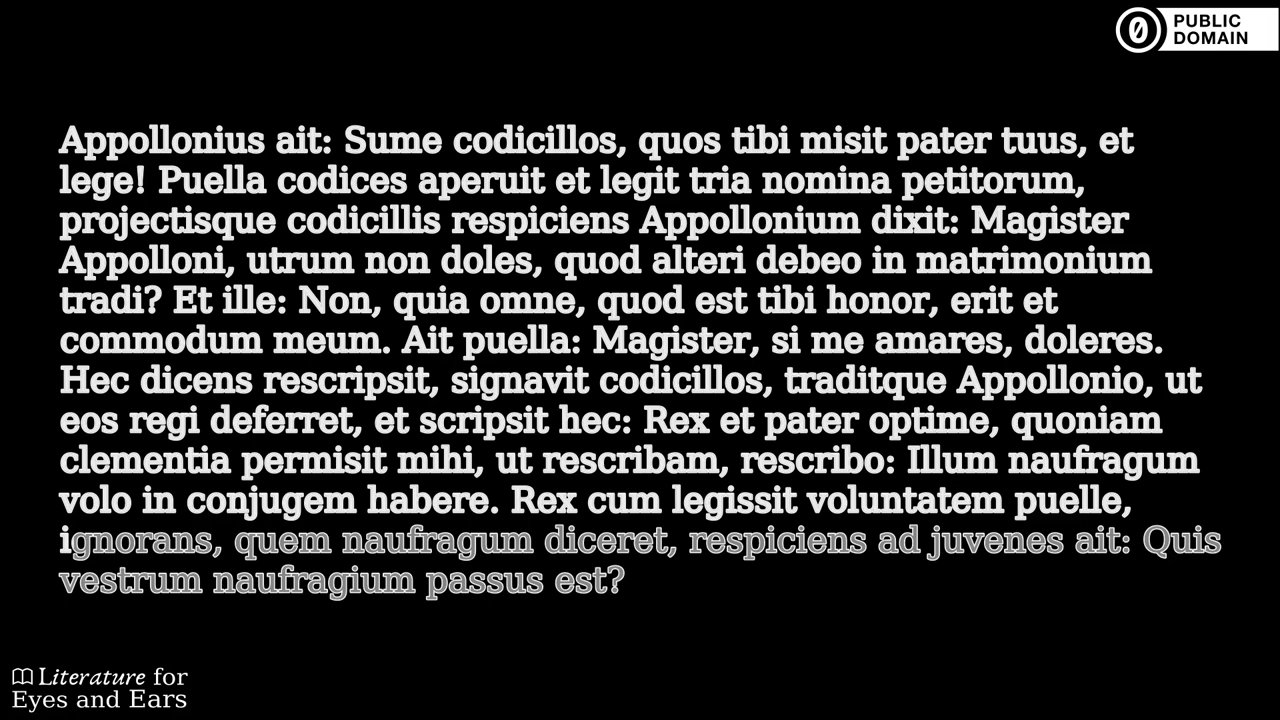 PUBLIC
DOMAIN
Appollonius ait: Sume codicillos, quos tibi misit pater tuus, et
lege! Puella codices aperuit et legit tria nomina petitorum,
projectisque codicillis respiciens Appollonium dixit: Magister
Appolloni, utrum non doles, quod alteri debeo in matrimonium
tradi? Et ille: Non, quia omne, quod est tibi honor, erit et
commodum meum. Ait puella: Magister, si me amares, doleres.
Hec dicens rescripsit, signavit codicillos, traditque Appollonio, ut
eos regi deferret, et scripsit hec: Rex et pater optime, quoniam
clementia permisit mihi, ut rescribam, rescribo: Illum naufragum
volo in conjugem habere. Rex cum legissit voluntatem puelle,
ignorans, quem naufragum diceret, respiciens ad juvenes ait: Quis
vestrum naufragium passus est?
Literature for
Eyes and Ears